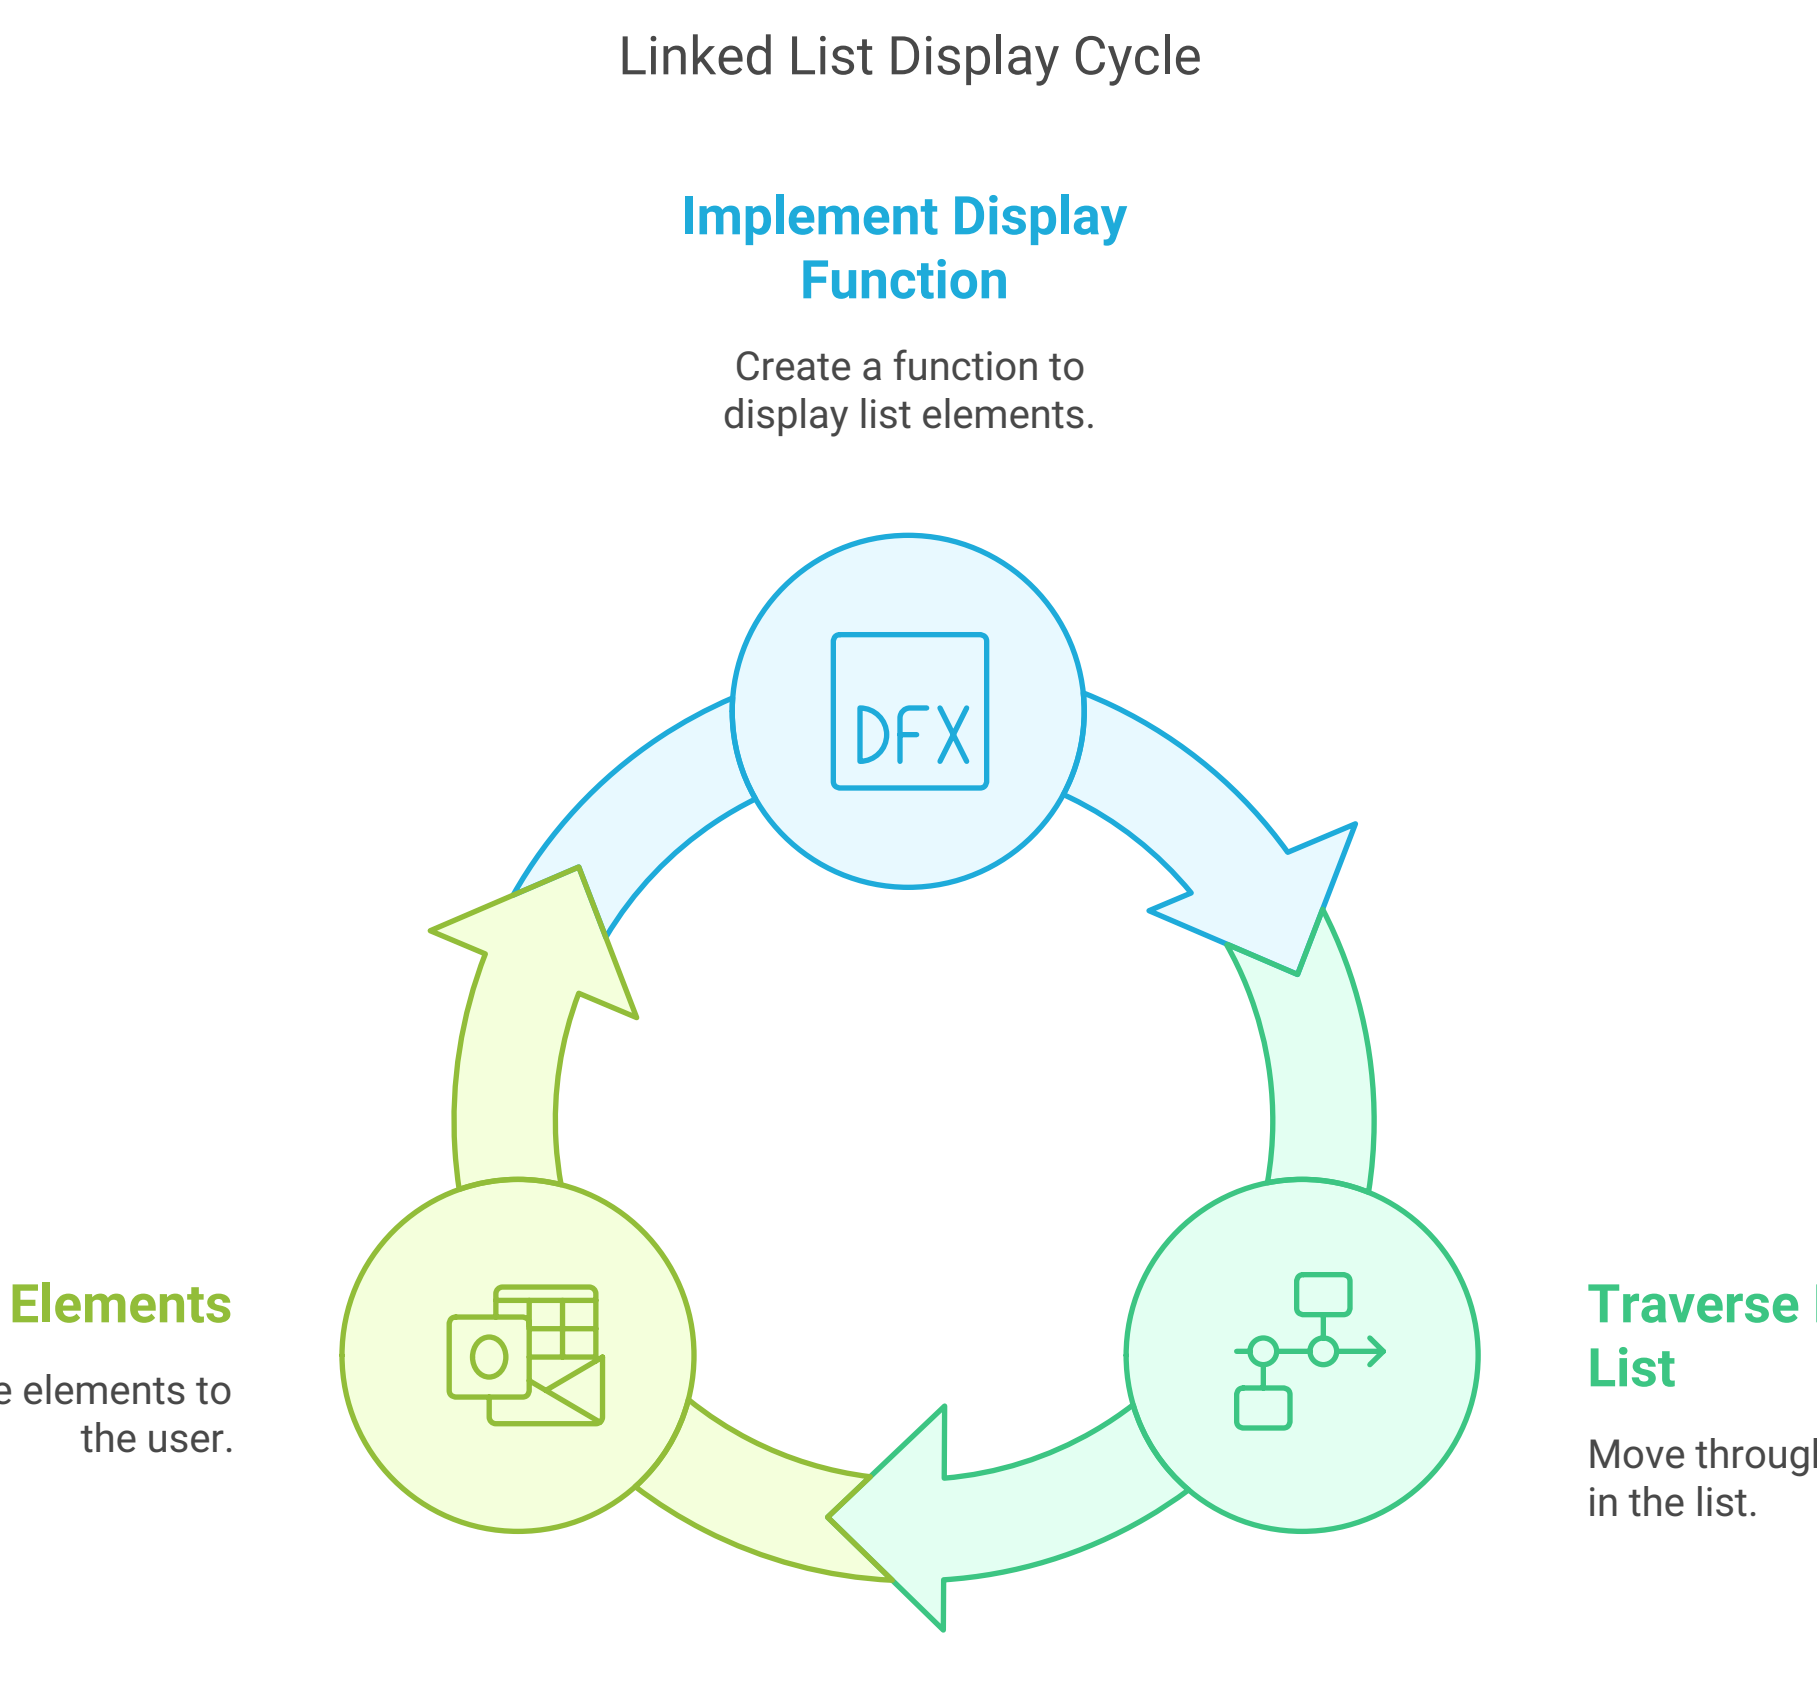 Linked List Display Cycle
Implement Display
Function
Create a function to
display list elements.
DFX
Elements
elements to
the user.
Traverse
List
Move through
in the list.